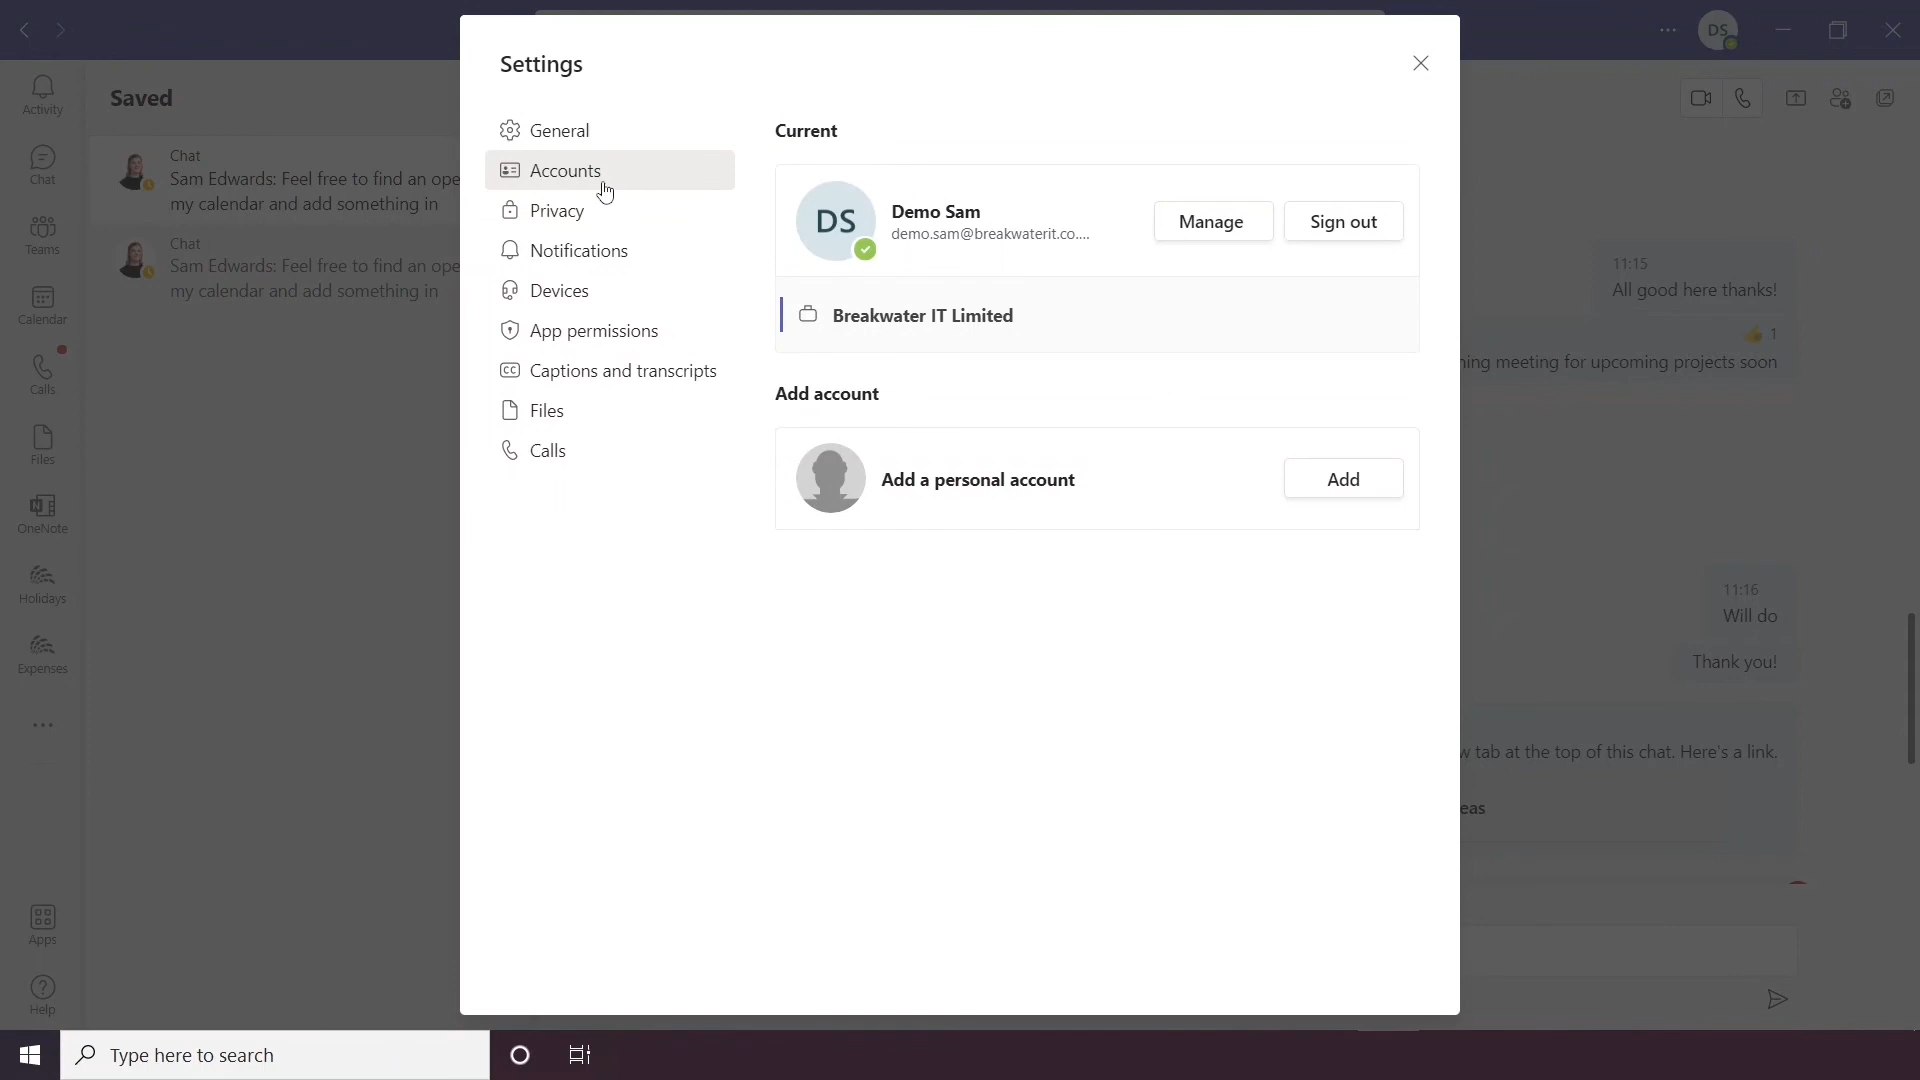 DS
Activity
Chat
Teams
Calendar
Calls
Files
OneNote
Holidays
Expenses
Apps
Help
Saved
Chat
Sam Edwards: Feel free to find an ope
my calendar and add something in
Chat
Sam Edwards: Feel free to find an ope
my calendar and add something in
Settings
General
Accounts
Privacy
Notifications
Devices
App permissions
CC Captions and transcripts
Files
Calls
Current
DS
Demo Sam
demo.sam@breakwaterit.co....
Manage
Sign out
Breakwater IT Limited
Add account
Add a personal account
Add
11:15
All good here thanks!
1
ning meeting for upcoming projects soon
11:16
Will do
Thank you!
w tab at the top of this chat. Here's a link.
eas
Type here to search